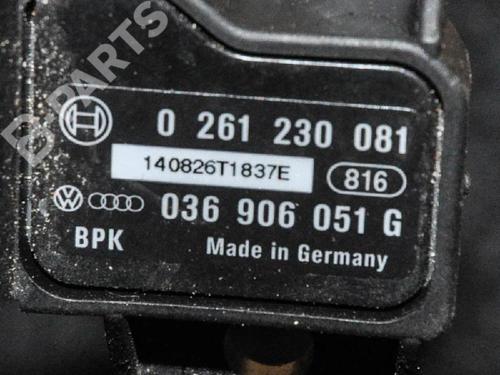 B-PARTS
0 261 230 081
140826T1837E
816
036 906 051 G
BPK
Made in Germany